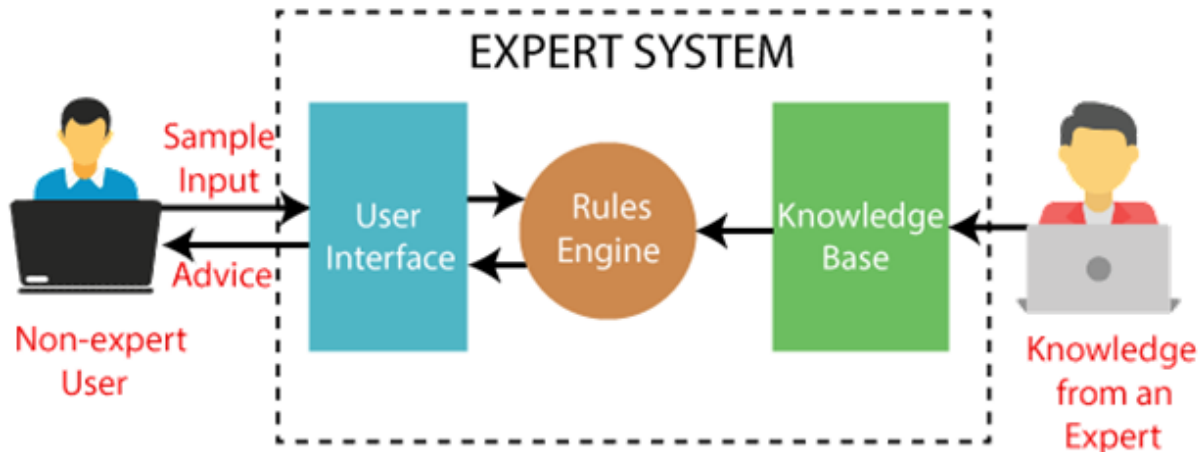 EXPERT SYSTEM
Sample
Input
Advice
Non-expert
User
User
Interface
Rules
Engine
Knowledge
Base
Knowledge
from an
Expert